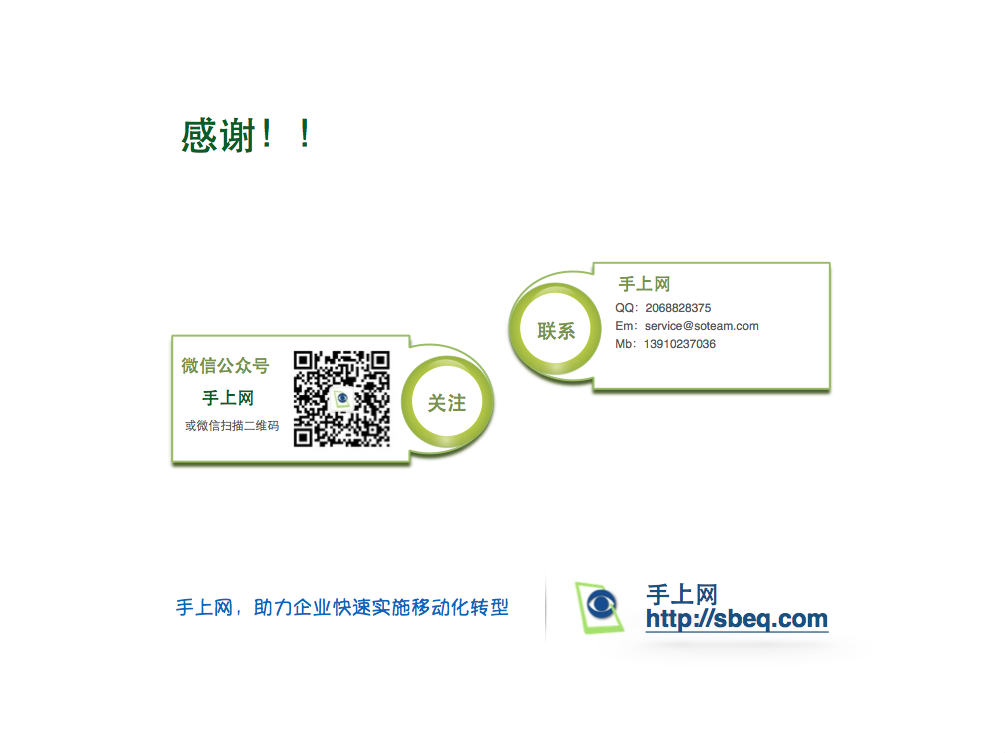 感谢！！
微信公众号
手上网
或微信扫描二维码
关注
联系
手上网
QQ：2068828375
Em：service@soteam.com
Mb：13910237036
手上网，助力企业快速实施移动化转型
手上网
http://sbeq.com